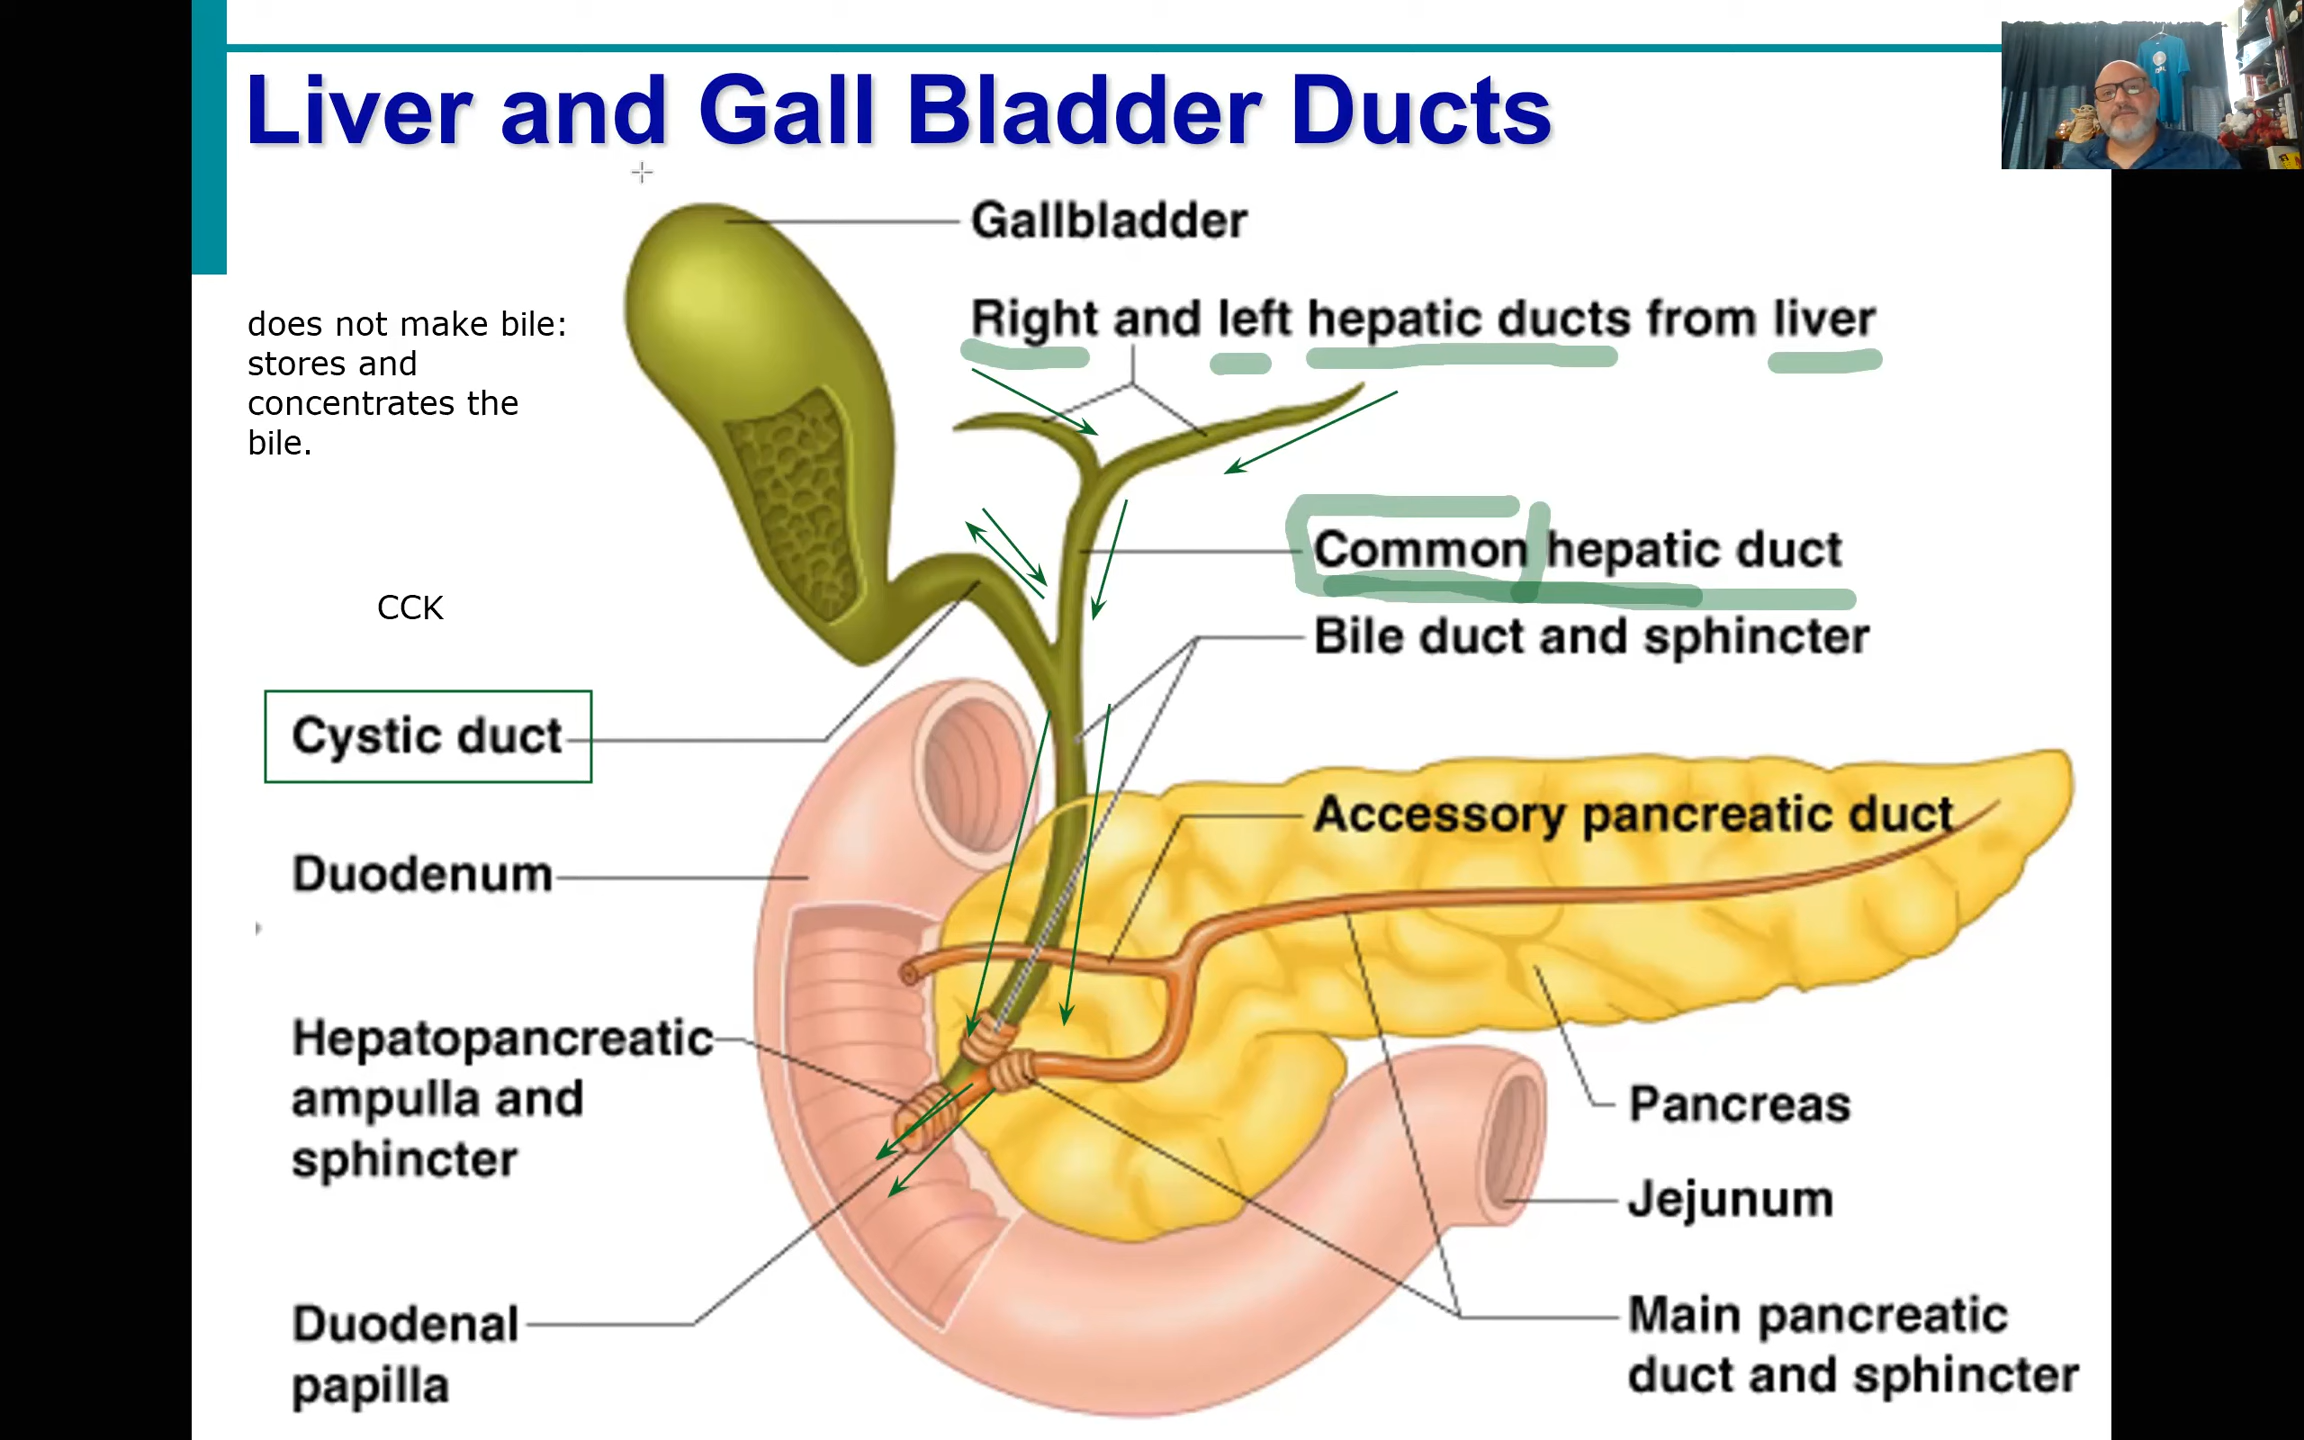 Liver and Gall Bladder Ducts
Gallbladder
Right and left hepatic ducts from liver
does not make bile:
stores and
concentrates the
bile.
Common hepatic duct
CCK
Bile duct and sphincter
Cystic duct
Accessory pancreatic duct
Duodenum
Hepatopancreatic
ampulla and
sphincter
Pancreas
Jejunum
Duodenal
papilla
Main pancreatic
duct and sphincter